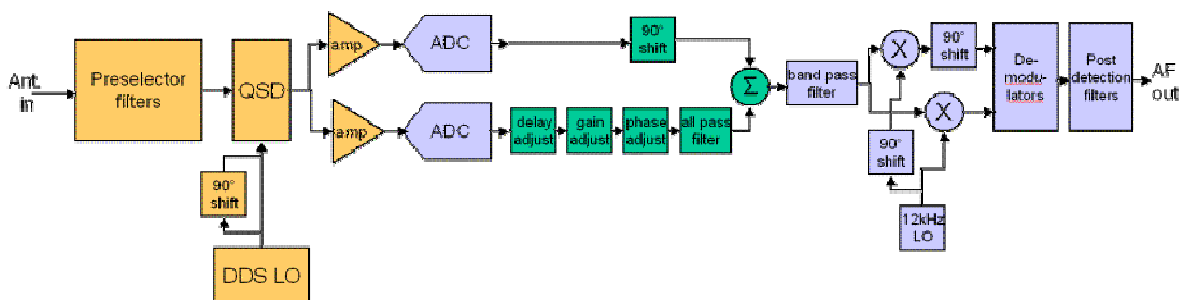 Ant.
in
Preselector
filters
QSD
90°
shift
DDS LO
amp
ADC
90°
shift
amp
ADC
delay
adjust
gain
adjust
phase
adjust
all pass
filter
Σ
band pass
filter
X
90°
shift
X
90°
shift
12kHz
LO
De-
modu-
lators
Post
detection
filters
AF
out